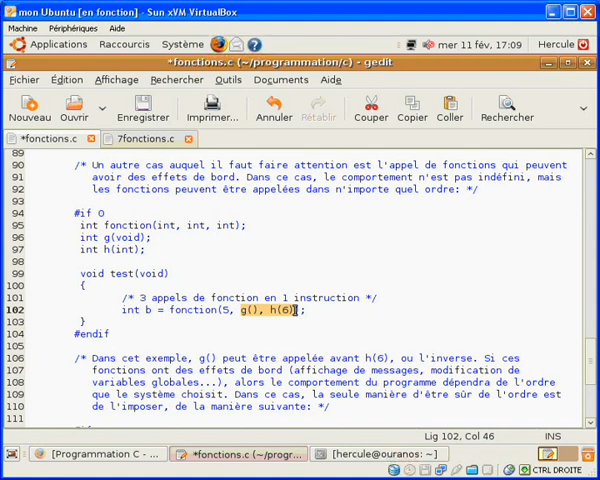 mon Ubuntu [en fonction] - Sun xVM VirtualBox
Machine Périphériques Aide
Applications Raccourcis Système mer 11 fév, 17:09 Hercule
*fonctions.c (~/programmation/c) - gedit
Fichier Édition Affichage Rechercher Outils Documents Aide
Nouveau Ouvrir Enregistrer Imprimer... Annuler Rétablir Couper Copier Coller Rechercher
*fonctions.c 7fonctions.c
89
90 /* Un autre cas auquel il faut faire attention est l'appel de fonctions qui peuvent
91 avoir des effets de bord. Dans ce cas, le comportement n'est pas indéfini, mais
92 les fonctions peuvent être appelées dans n'importe quel ordre: */
93
94 #if 0
95 int fonction(int, int, int);
96 int g(void);
97 int h(int);
98
99 void test(void)
100 {
101 /* 3 appels de fonction en 1 instruction */
102 int b = fonction(5, g(), h(6));
103 }
104 #endif
105
106 /* Dans cet exemple, g() peut être appelée avant h(6), ou l'inverse. Si ces
107 fonctions ont des effets de bord (affichage de messages, modification de
108 variables globales...), alors le comportement du programme dépendra de l'ordre
109 que le système choisit. Dans ce cas, la seule manière d'être sûr de l'ordre est
110 de l'imposer, de la manière suivante: */
111
Lig 102, Col 46 INS
[Programmation C - ... *fonctions.c (~/progr... [hercule@ouranos: ~]
CTRL DROITE